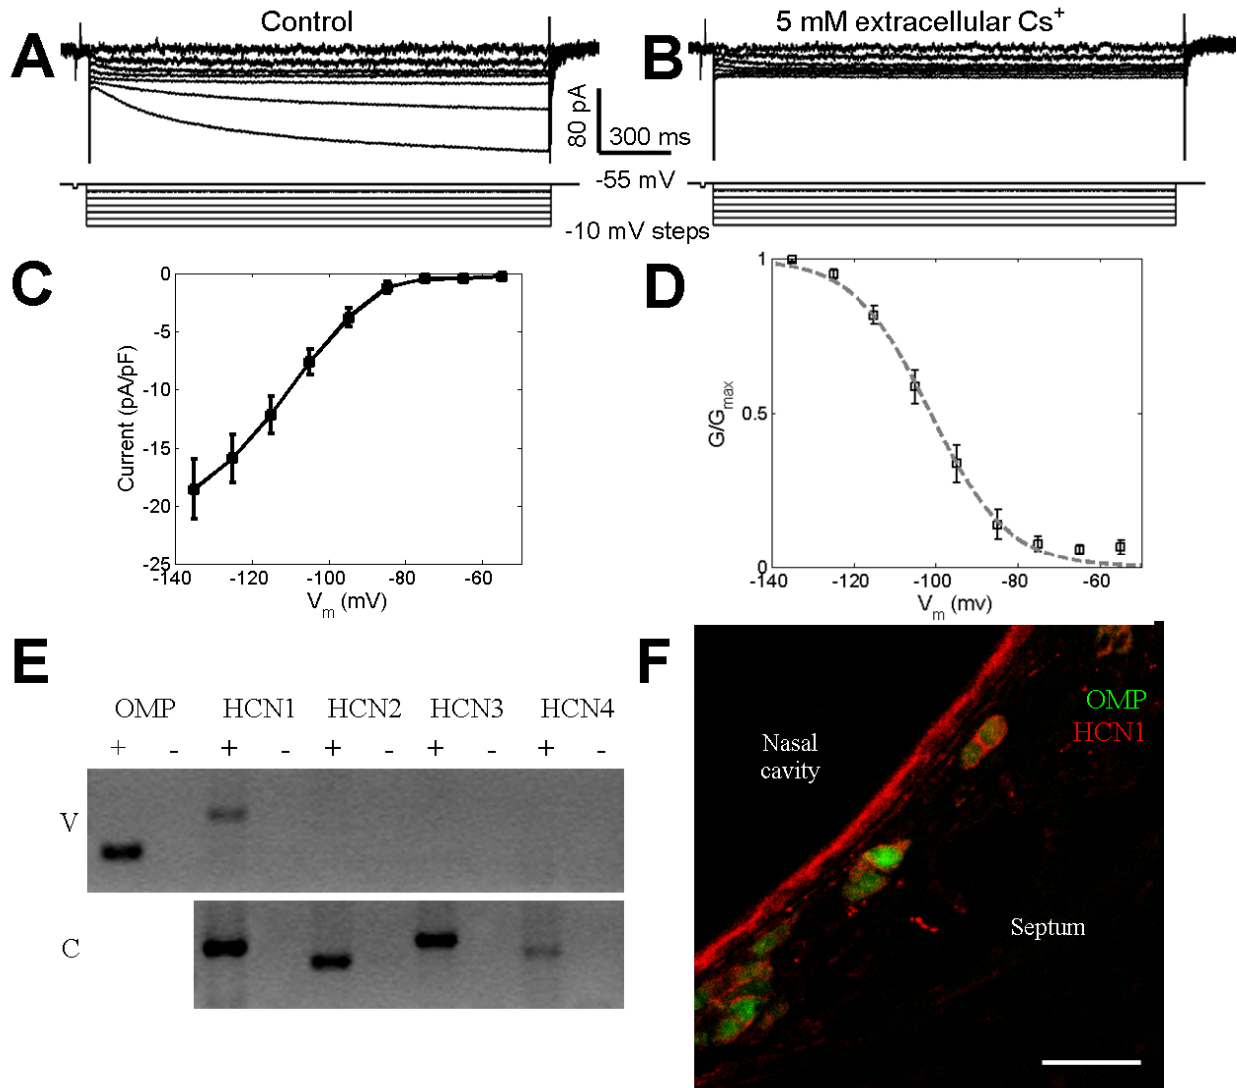 A
Control
B
5 mM extracellular Cs⁺
80 pA
300 ms
-55 mV
-10 mV steps
C
0
-5
-10
-15
-20
-25
-140
-120
-100
-80
-60
Current (pA/pF)
Vm (mV)
D
1
0.5
0
-140
-120
-100
-80
-60
G/Gmax
Vm (mv)
E
OMP HCN1 HCN2 HCN3 HCN4
+ - + - + - + - + -
V
C
F
OMP
HCN1
Nasal
cavity
Septum